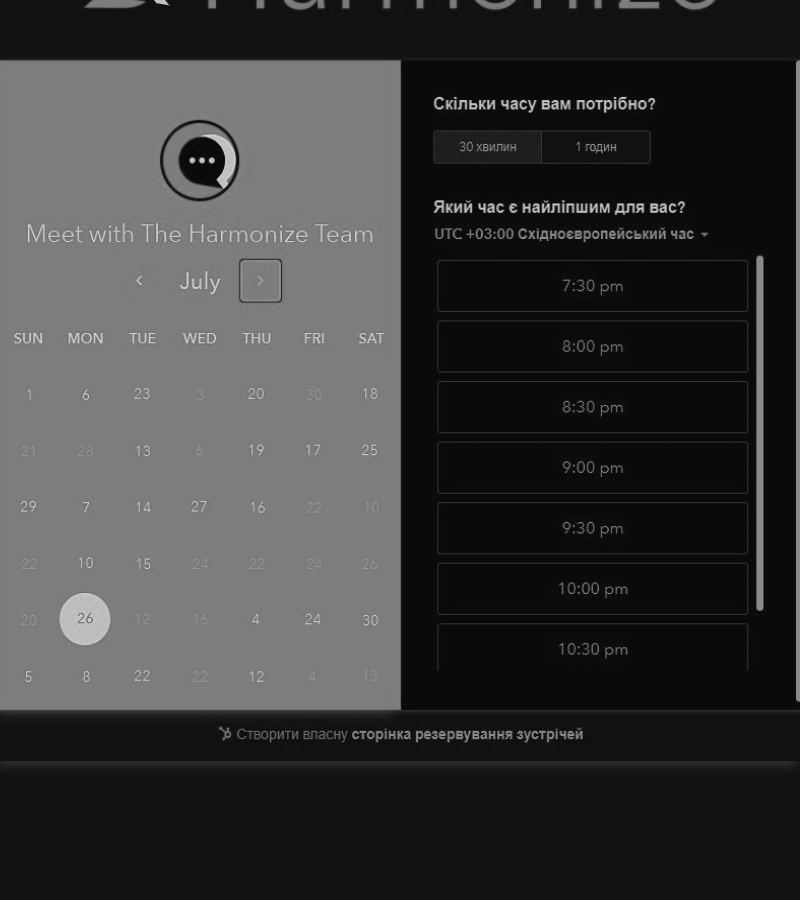 Harmonize
Meet with The Harmonize Team
July
SUN MON TUE WED THU FRI SAT
1 6 23 3 20 30 18
21 28 13 6 19 17 25
29 7 14 27 16 22 10
22 10 15 24 22 24 26
20 26 12 16 4 24 30
5 8 22 22 12 4 13
Скільки часу вам потрібно?
30 хвилин 1 годин
Який час є найліпшим для вас?
UTC +03:00 Східноєвропейський час
7:30 pm
8:00 pm
8:30 pm
9:00 pm
9:30 pm
10:00 pm
10:30 pm
Створити власну сторінка резервування зустрічей